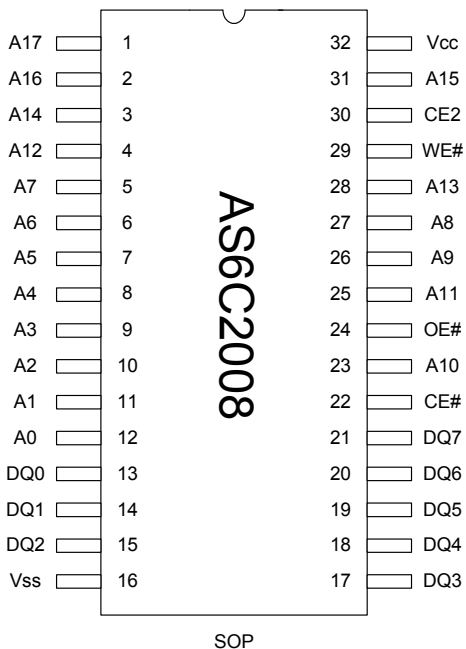 A17 1 32 Vcc
A16 2 31 A15
A14 3 30 CE2
A12 4 29 WE#
A7 5 28 A13
A6 6 27 A8
A5 7 26 A9
A4 8 25 A11
A3 9 24 OE#
A2 10 23 A10
A1 11 22 CE#
A0 12 21 DQ7
DQ0 13 20 DQ6
DQ1 14 19 DQ5
DQ2 15 18 DQ4
Vss 16 17 DQ3
AS6C2008
SOP